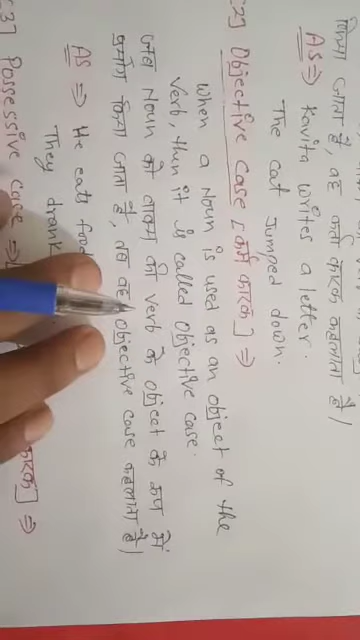 किया जाता है, वह कर्ता कारक कहलाता है।
As ⇒ Kavita writes a letter.
The cat Jumped down.
[2] Objective Case [कर्म कारक] ⇒
When a Noun is used as an object of the
Verb, then it is called Objective case.
जब Noun को वाक्य की Verb के object के रूप में
प्रयोग किया जाता है, तब वह Objective case कहलाता है।
As ⇒ He eats food
They drank
[3] Possessive Case ⇒ कारक] ⇒